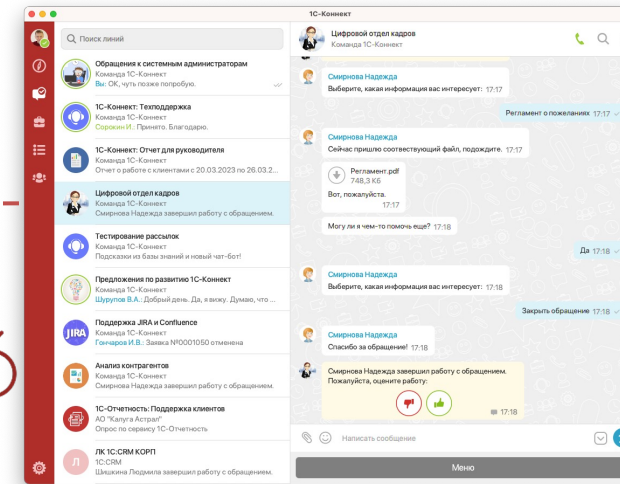 1С-Коннект
Поиск линий
Обращения к системным администраторам
Команда 1С-Коннект
Вы: ОК, чуть позже попробую.
1С-Коннект: Техподдержка
Команда 1С-Коннект
Сорокин И.: Принято. Благодарю.
1С-Коннект: Отчет для руководителя
Команда 1С-Коннект
Отчет о работе с клиентами с 20.03.2023 по 26.03.2...
Цифровой отдел кадров
Команда 1С-Коннект
Смирнова Надежда завершил работу с обращением.
Тестирование рассылок
Команда 1С-Коннект
Подсказки из базы знаний и новый чат-бот!
Предложения по развитию 1С-Коннект
Команда 1С-Коннект
Шурупов В.А.: Добрый день. Да, я вижу. Думаю, что ...
JIRA
Поддержка JIRA и Confluence
Команда 1С-Коннект
Гончаров И.В.: Заявка №0001050 отменена
Анализ контрагентов
Команда 1С-Коннект
Смирнова Надежда завершил работу с обращением.
1С-Отчетность: Поддержка клиентов
АО "Калуга Астрал"
Опрос по сервису 1С-Отчетность
Л
ЛК 1С:CRM КОРП
1С:CRM
Шишкина Людмила завершил работу с обращением.
Цифровой отдел кадров
Команда 1С-Коннект
Смирнова Надежда
Выберите, какая информация вас интересует: 17:17
Регламент о пожеланиях 17:17
Смирнова Надежда
Сейчас пришлю соотвествующий файл, подождите. 17:17
Регламент.pdf
748,3 Кб
Вот, пожалуйста.
17:17
Могу ли я чем-то помочь еще? 17:18
Да 17:18
Смирнова Надежда
Выберите, какая информация вас интересует: 17:18
Закрыть обращение 17:18
Смирнова Надежда
Спасибо за обращение! 17:18
Смирнова Надежда завершил работу с обращением.
Пожалуйста, оцените работу:
17:18
Написать сообщение
Меню